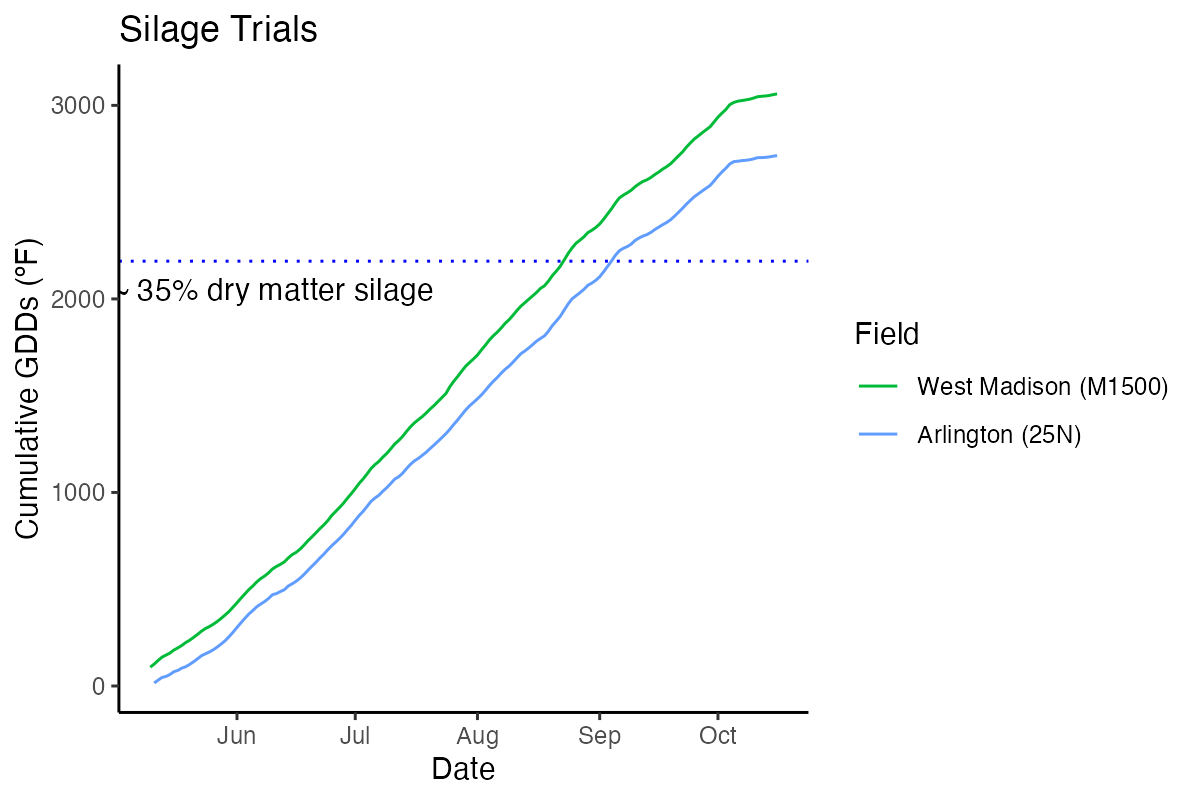 Silage Trials
Cumulative GDDs (°F)
3000
2000
1000
0
~ 35% dry matter silage
Jun Jul Aug Sep Oct
Date
Field
West Madison (M1500)
Arlington (25N)